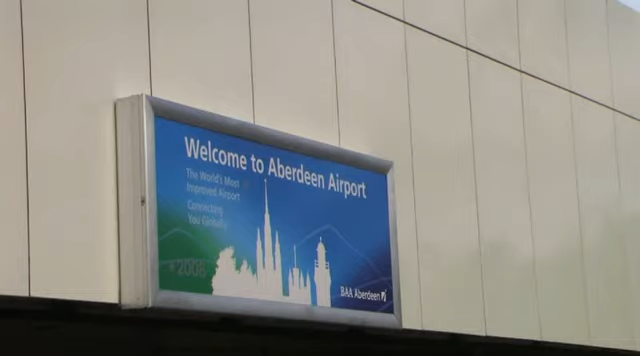 Welcome to Aberdeen Airport
The World's Most
Improved Airport
Connecting
You Globally
*2008
BAA Aberdeen